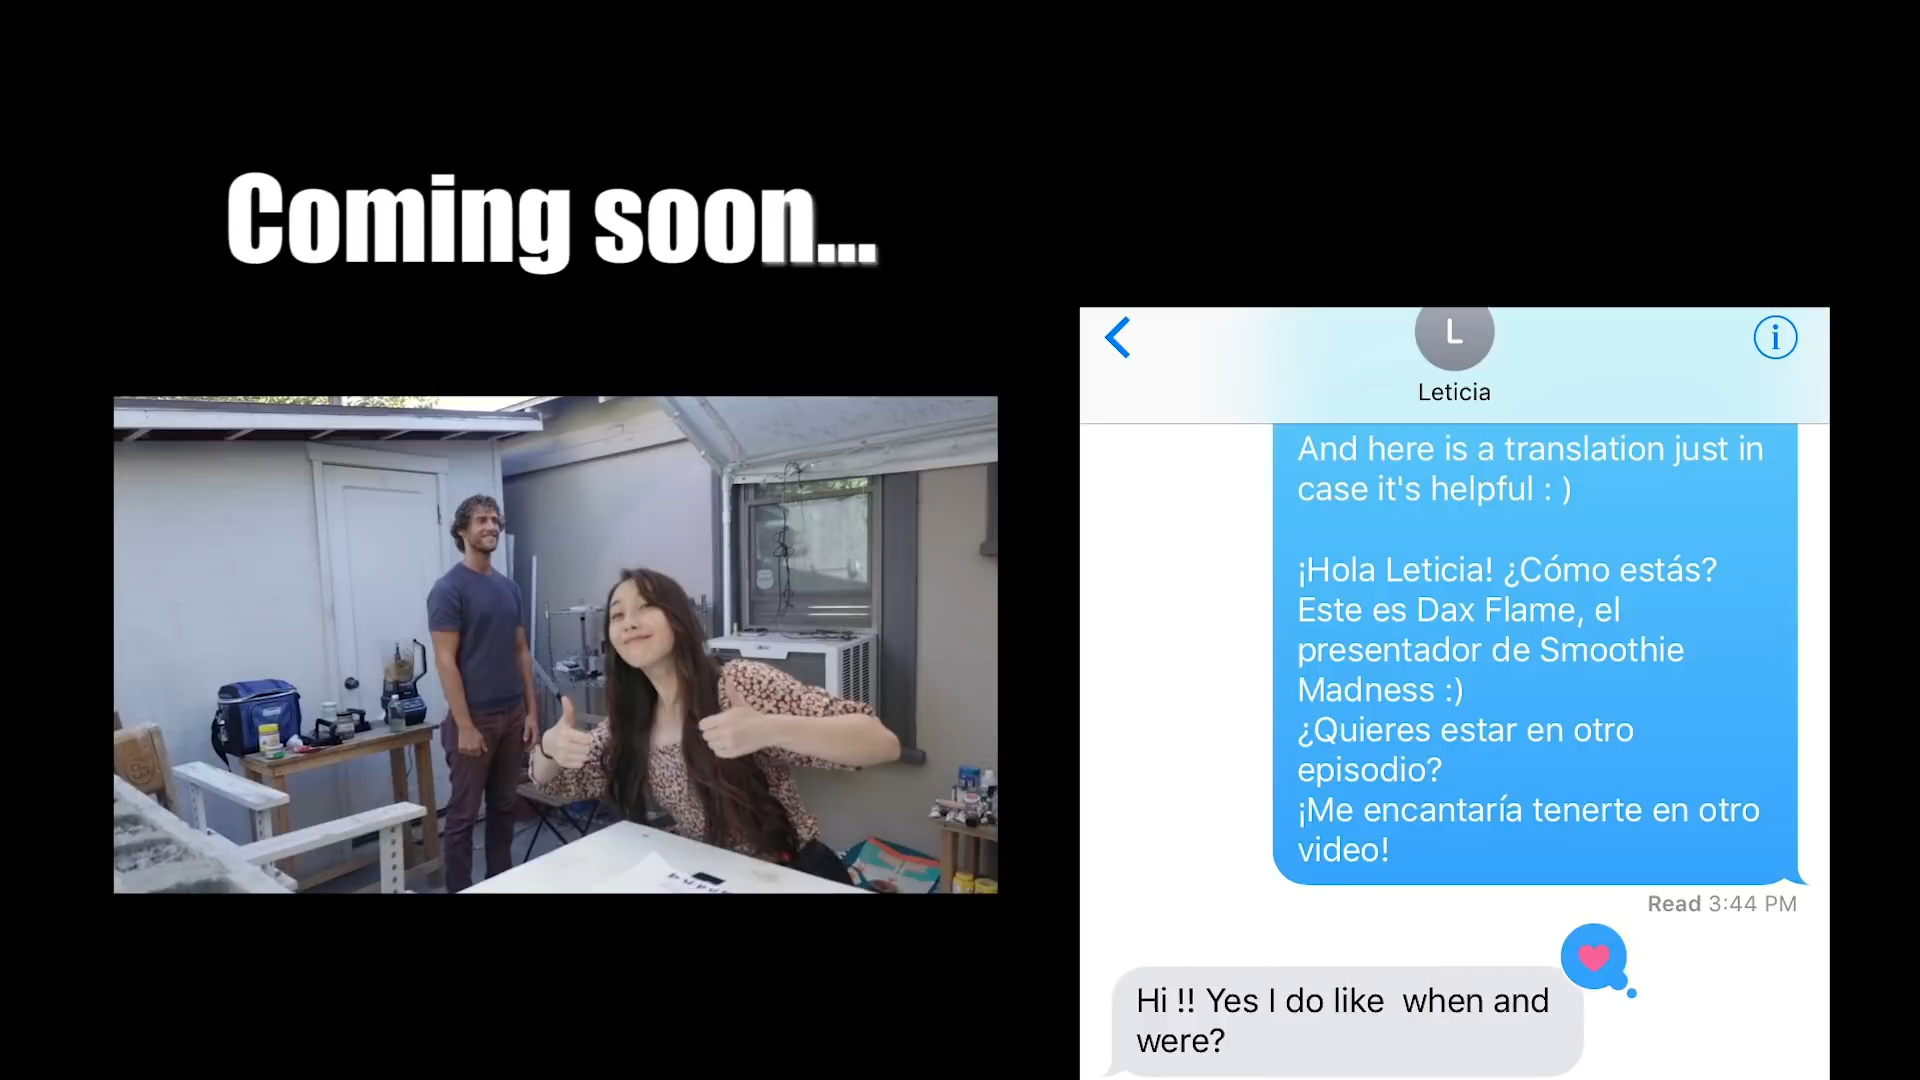 Coming soon...
L
Leticia
And here is a translation just in
case it's helpful : )
¡Hola Leticia! ¿Cómo estás?
Este es Dax Flame, el
presentador de Smoothie
Madness :)
¿Quieres estar en otro
episodio?
¡Me encantaría tenerte en otro
video!
Read 3:44 PM
Hi !! Yes I do like  when and
were?